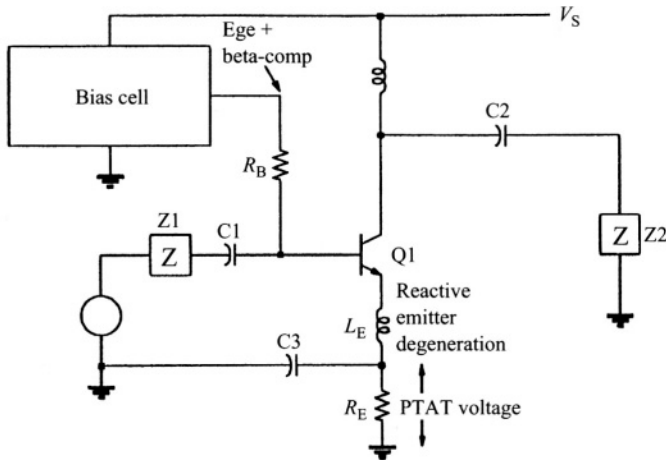 V_S
Ege +
beta-comp
Bias cell
C2
R_B
Z1
C1
Z
Q1
Z
Z2
Reactive
emitter
degeneration
L_E
C3
R_E
PTAT voltage